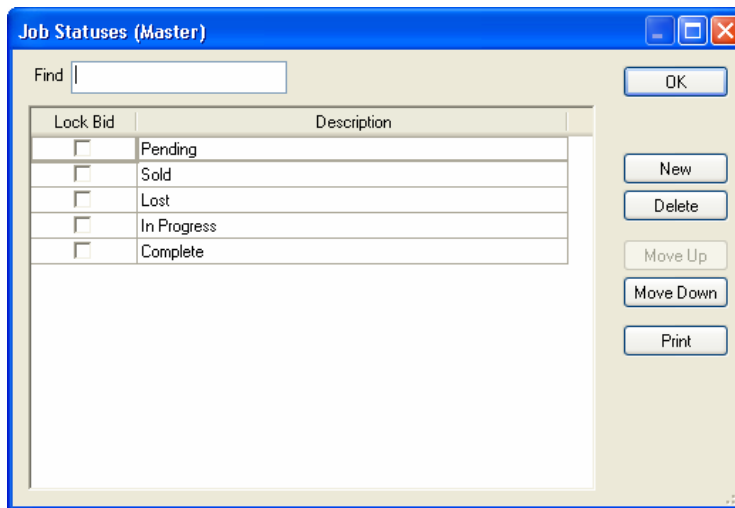 Job Statuses (Master)
Find
OK
Lock Bid Description
Pending
Sold
Lost
In Progress
Complete
New
Delete
Move Up
Move Down
Print